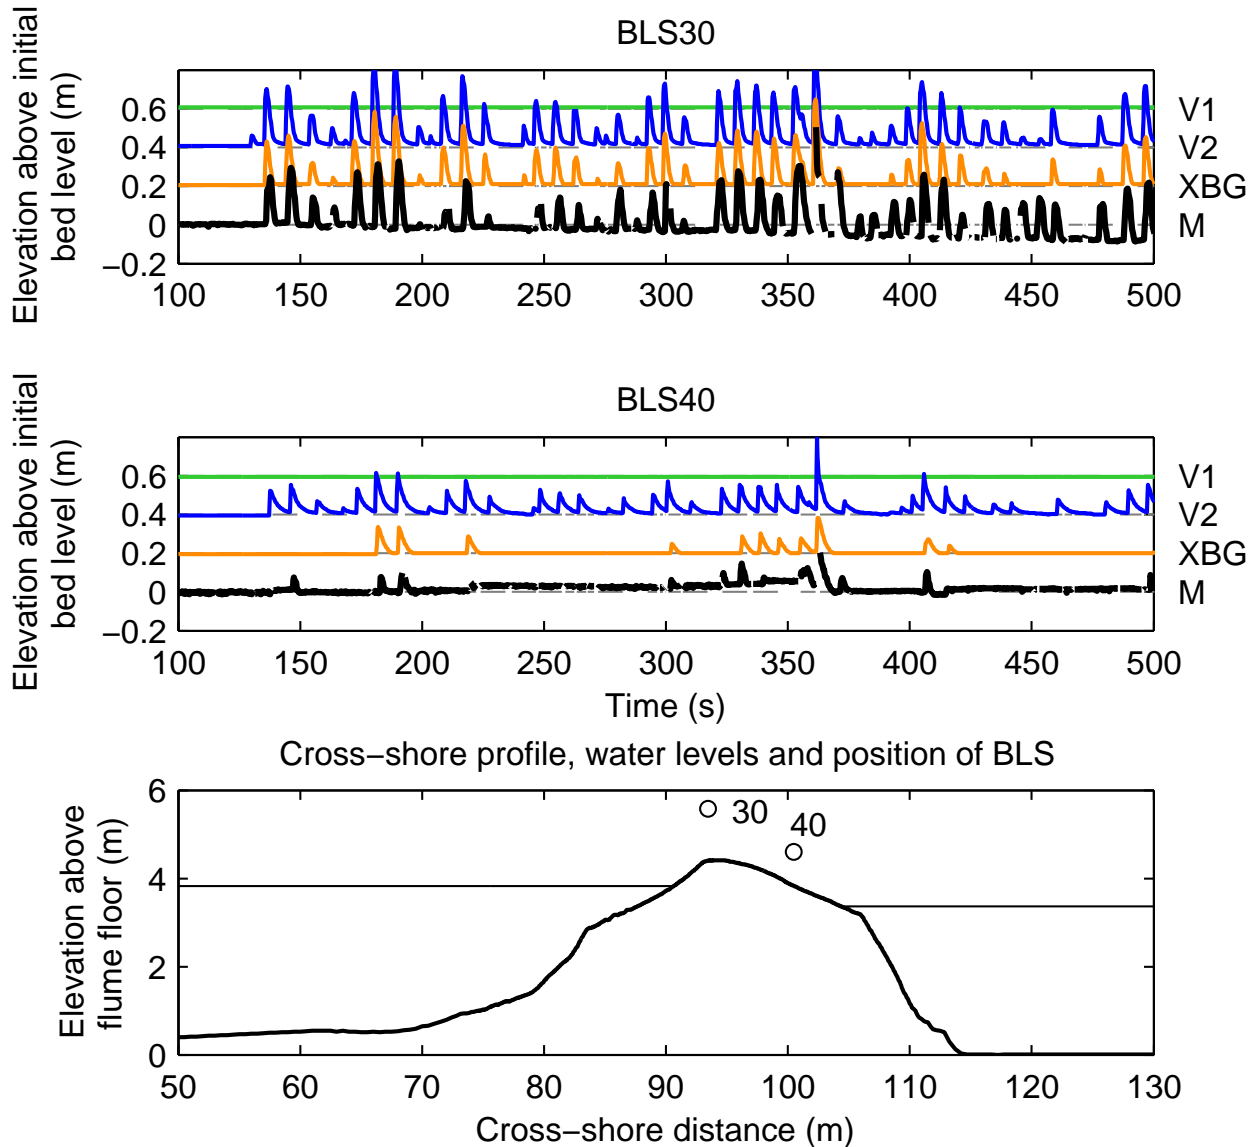 BLS30
Elevation above initial
bed level (m)
0.6
0.4
0.2
0
−0.2
100 150 200 250 300 350 400 450 500
V1
V2
XBG
M
BLS40
Elevation above initial
bed level (m)
0.6
0.4
0.2
0
−0.2
100 150 200 250 300 350 400 450 500
V1
V2
XBG
M
Time (s)
Cross−shore profile, water levels and position of BLS
Elevation above
flume floor (m)
6
4
2
0
30
40
50 60 70 80 90 100 110 120 130
Cross−shore distance (m)